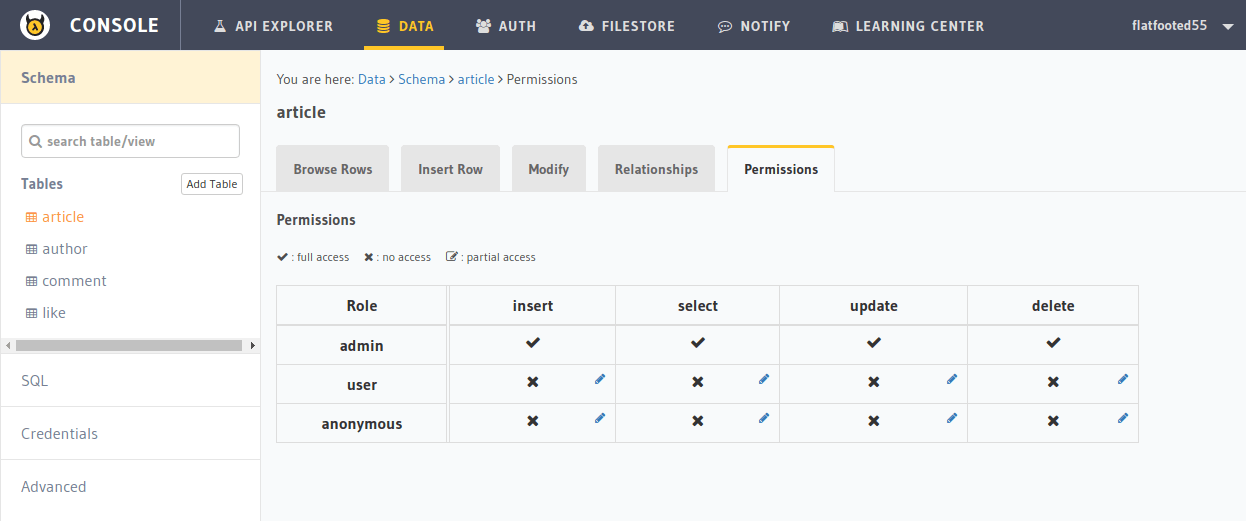 CONSOLE API EXPLORER DATA AUTH FILESTORE NOTIFY LEARNING CENTER flatfooted55
Schema
search table/view
Tables Add Table
article
author
comment
like
SQL
Credentials
Advanced
You are here: Data > Schema > article > Permissions
article
Browse Rows Insert Row Modify Relationships Permissions
Permissions
✔ : full access ✖ : no access : partial access
Role insert select update delete
admin ✔ ✔ ✔ ✔
user ✖ ✖ ✖ ✖
anonymous ✖ ✖ ✖ ✖